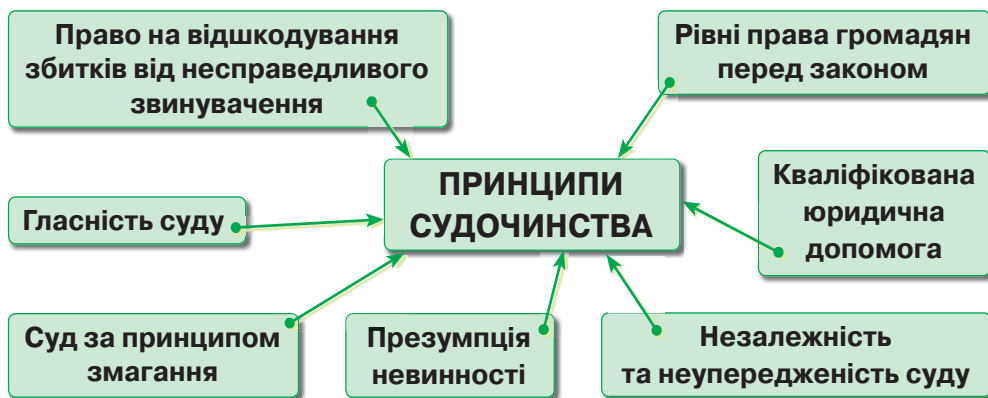 Право на відшкодування
збитків від несправедливого
звинувачення
Рівні права громадян
перед законом
ПРИНЦИПИ
СУДОЧИНСТВА
Кваліфікована
юридична
допомога
Гласність суду
Суд за принципом
змагання
Презумпція
невинності
Незалежність
та неупередженість суду